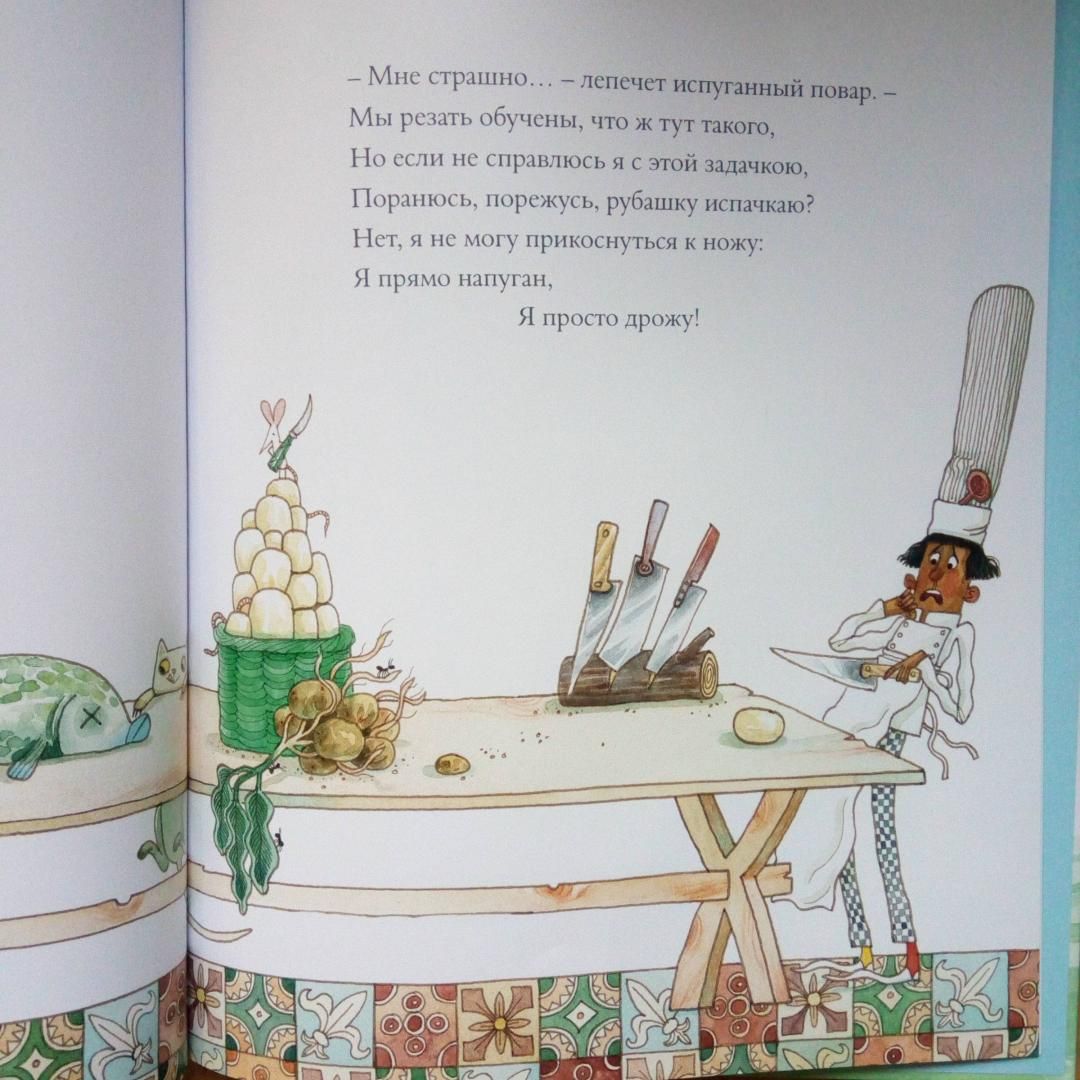 – Мне страшно… – лепечет испуганный повар. –
Мы резать обучены, что ж тут такого,
Но если не справлюсь я с этой задачкою,
Поранюсь, порежусь, рубашку испачкаю?
Нет, я не могу прикоснуться к ножу:
Я прямо напуган,
Я просто дрожу!